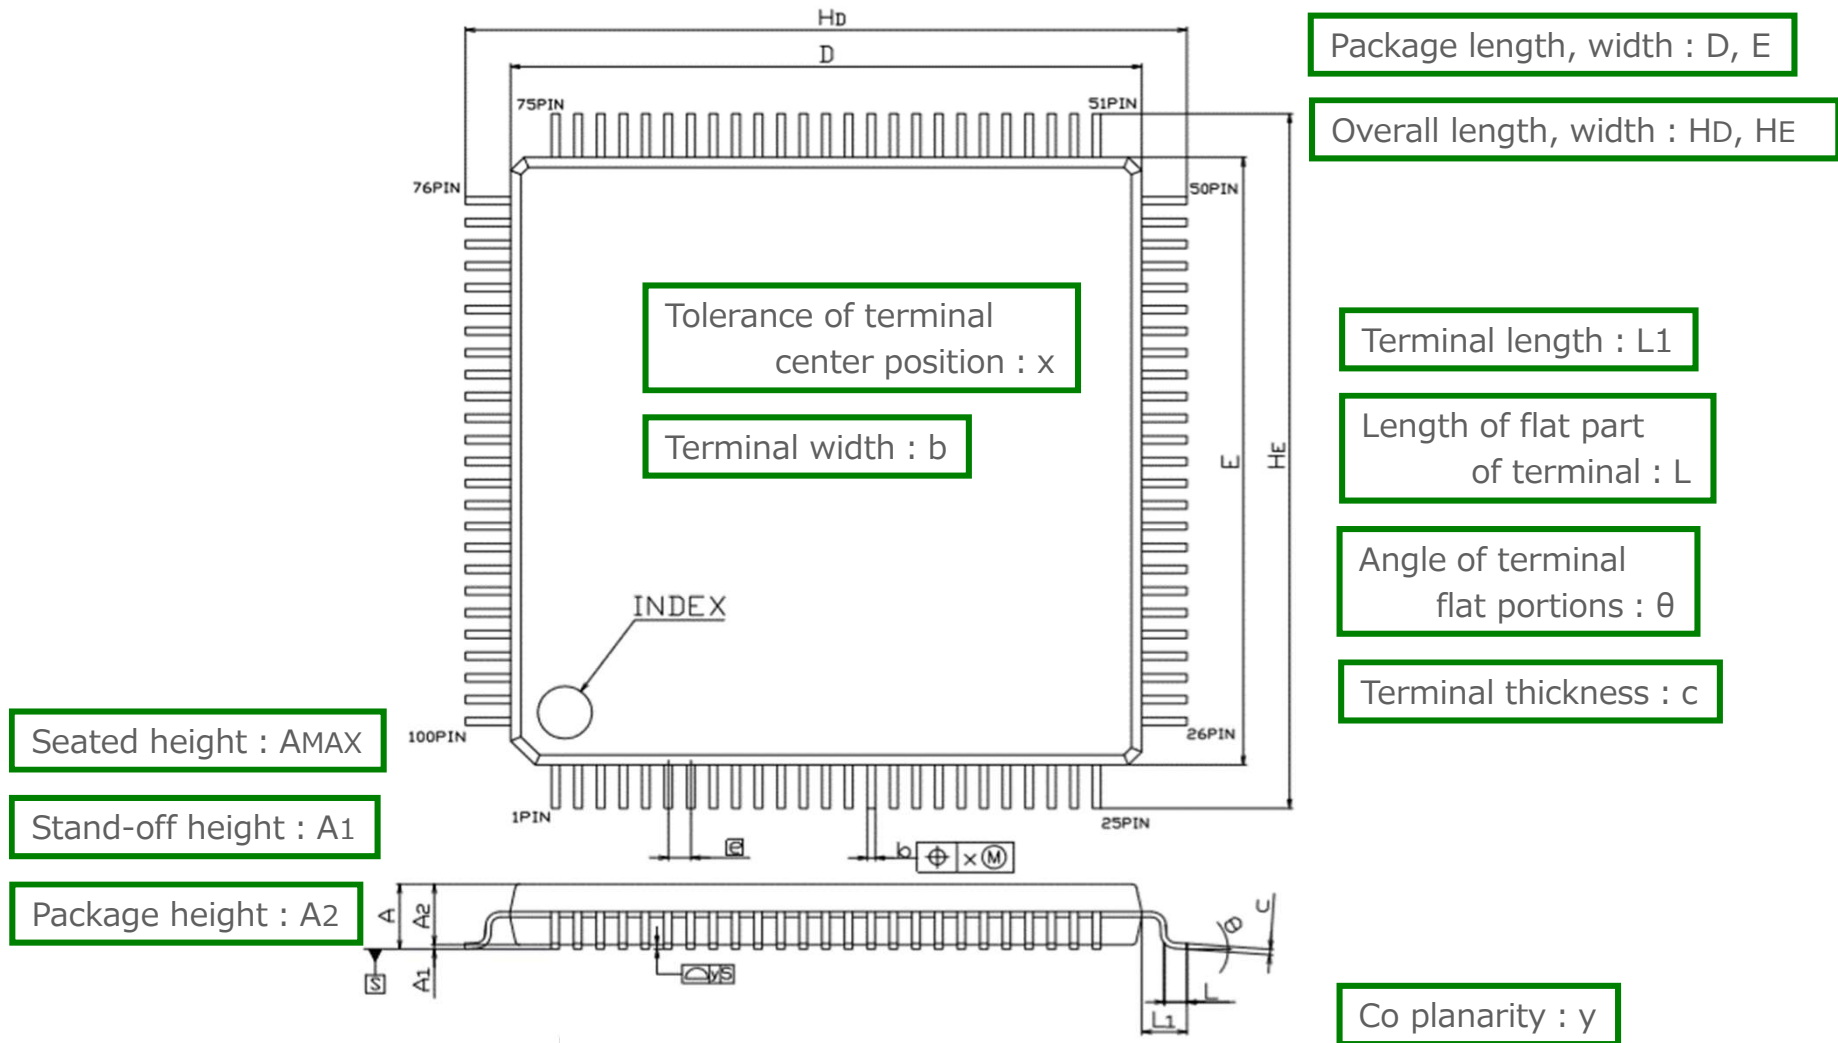 HD
Package length, width : D, E
D
75PIN
51PIN
Overall length, width : HD, HE
76PIN
50PIN
Tolerance of terminal
center position : x
Terminal length : L1
Terminal width : b
Length of flat part
of terminal : L
E
HE
Angle of terminal
flat portions : θ
INDEX
Terminal thickness : c
100PIN
26PIN
Seated height : AMAX
1PIN
25PIN
Stand-off height : A1
e
b ⌖ x Ⓜ
Package height : A2
A
A2
θ
c
A1
S
⌓ y S
L
L1
Co planarity : y